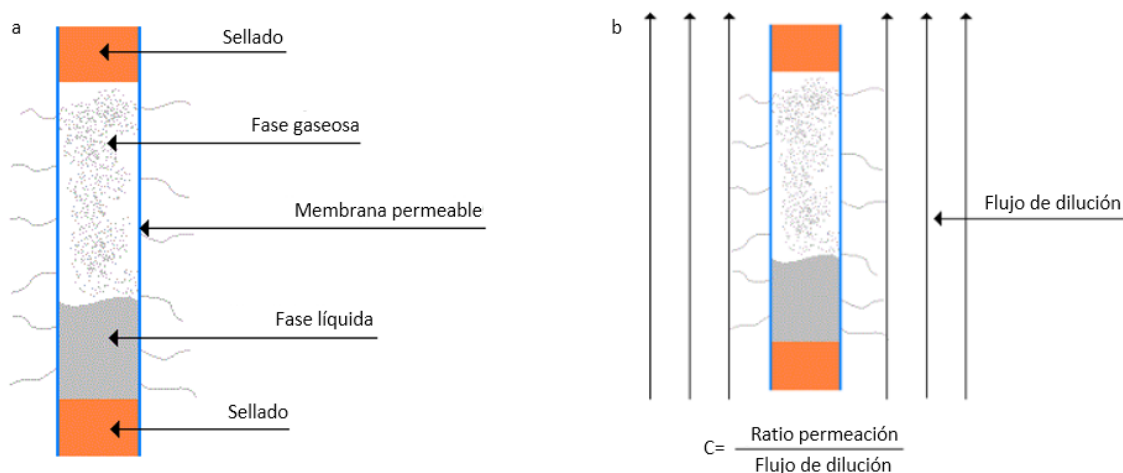 a
Sellado
Fase gaseosa
Membrana permeable
Fase líquida
Sellado
b
Flujo de dilución
C= Ratio permeación
Flujo de dilución